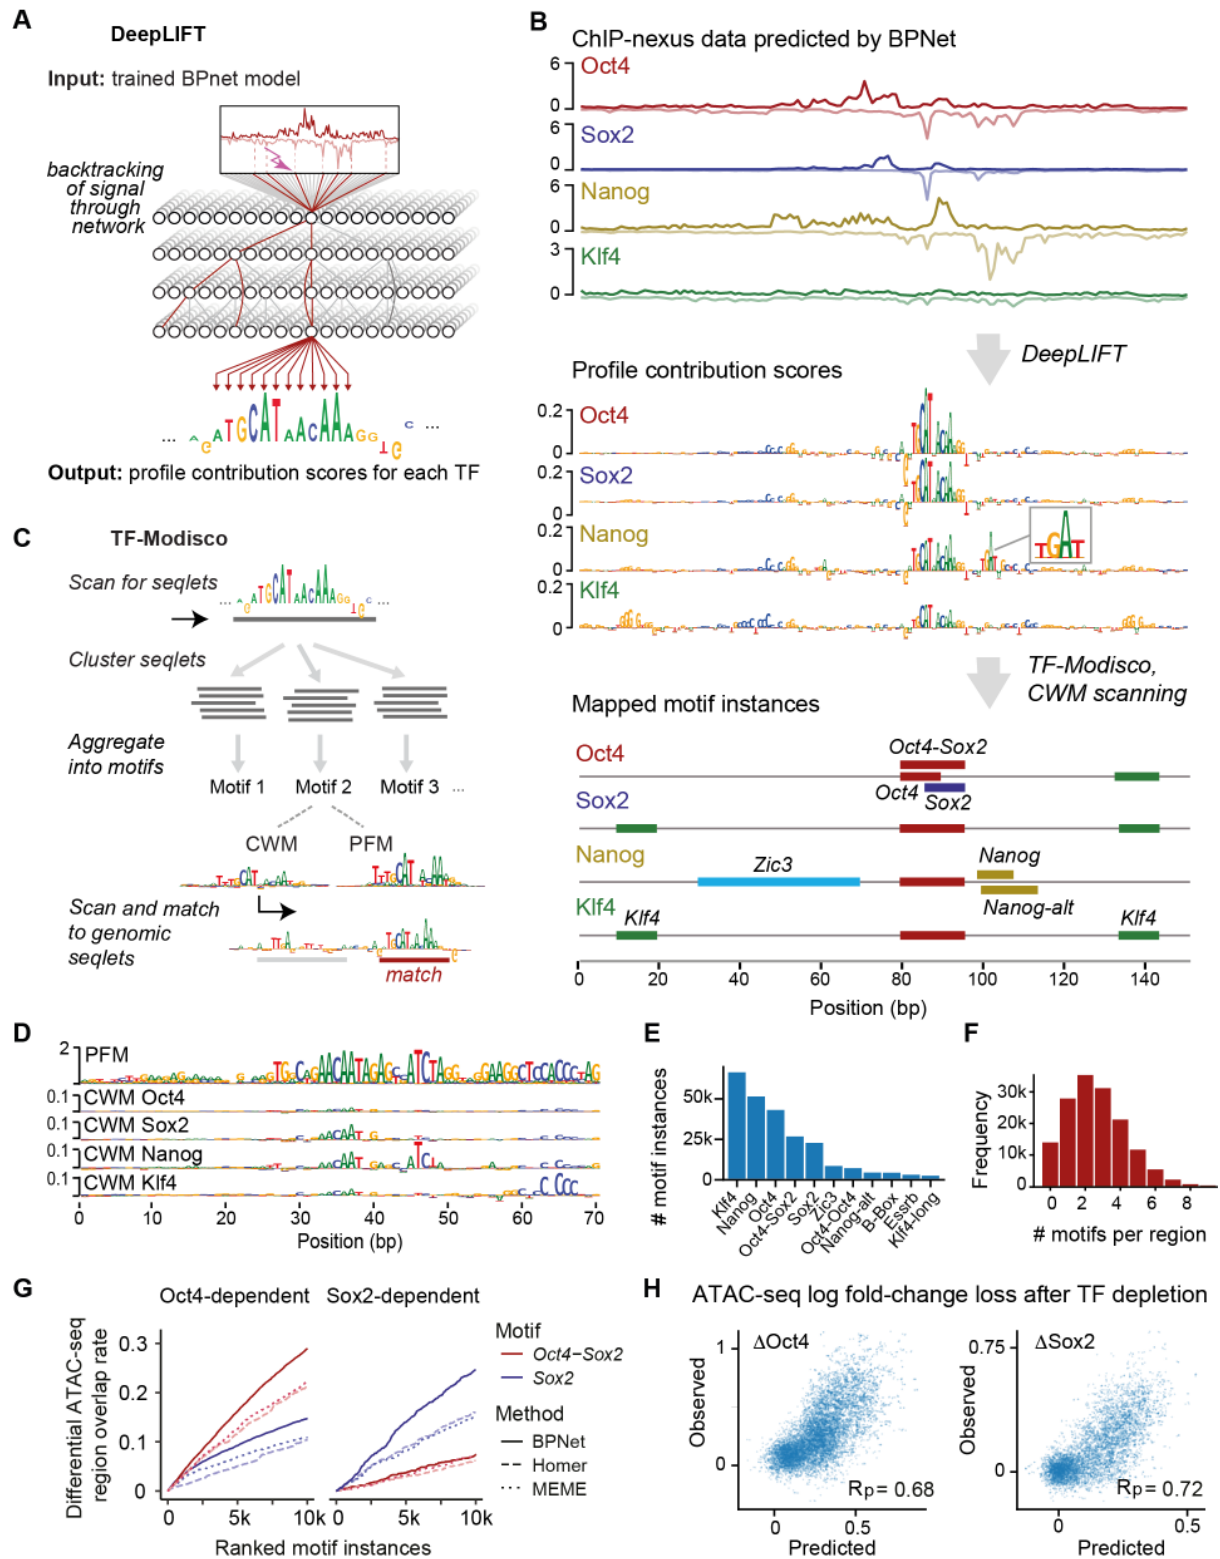 A
DeepLIFT
Input: trained BPnet model
backtracking
of signal
through
network
... A G A T G C A T A A C A A A G G T G C ...
Output: profile contribution scores for each TF
B
ChIP-nexus data predicted by BPNet
6
Oct4
0
6
Sox2
0
6
Nanog
0
3
Klf4
0
DeepLIFT
Profile contribution scores
0.2
Oct4
0
0.2
Sox2
0
0.2
Nanog
0
TGAT
0.2
Klf4
0
TF-Modisco,
CWM scanning
Mapped motif instances
Oct4
Oct4-Sox2
Oct4
Sox2
Sox2
Nanog
Zic3
Nanog
Nanog-alt
Klf4
Klf4
Klf4
0 20 40 60 80 100 120 140
Position (bp)
C
TF-Modisco
Scan for seqlets
Cluster seqlets
Aggregate
into motifs
Motif 1 Motif 2 Motif 3 ...
CWM PFM
Scan and match
to genomic
seqlets
match
D
2
PFM
0.1
CWM Oct4
0.1
CWM Sox2
0.1
CWM Nanog
0.1
CWM Klf4
0 10 20 30 40 50 60 70
Position (bp)
E
# motif instances
50k
25k
0
Klf4
Nanog
Oct4
Oct4-Sox2
Sox2
Zic3
Oct4-Oct4
Nanog-alt
B-Box
Essrb
Klf4-long
F
Frequency
30k
20k
10k
0
0 2 4 6 8
# motifs per region
G
Oct4-dependent
Sox2-dependent
Differential ATAC-seq
region overlap rate
0.3
0.2
0.1
0
0 5k 10k
0 5k 10k
Ranked motif instances
Motif
Oct4−Sox2
Sox2
Method
BPNet
Homer
MEME
H
ATAC-seq log fold-change loss after TF depletion
ΔOct4
Observed
1
0
Rp= 0.68
0 0.5
Predicted
ΔSox2
Observed
0.75
0
Rp= 0.72
0 0.5
Predicted